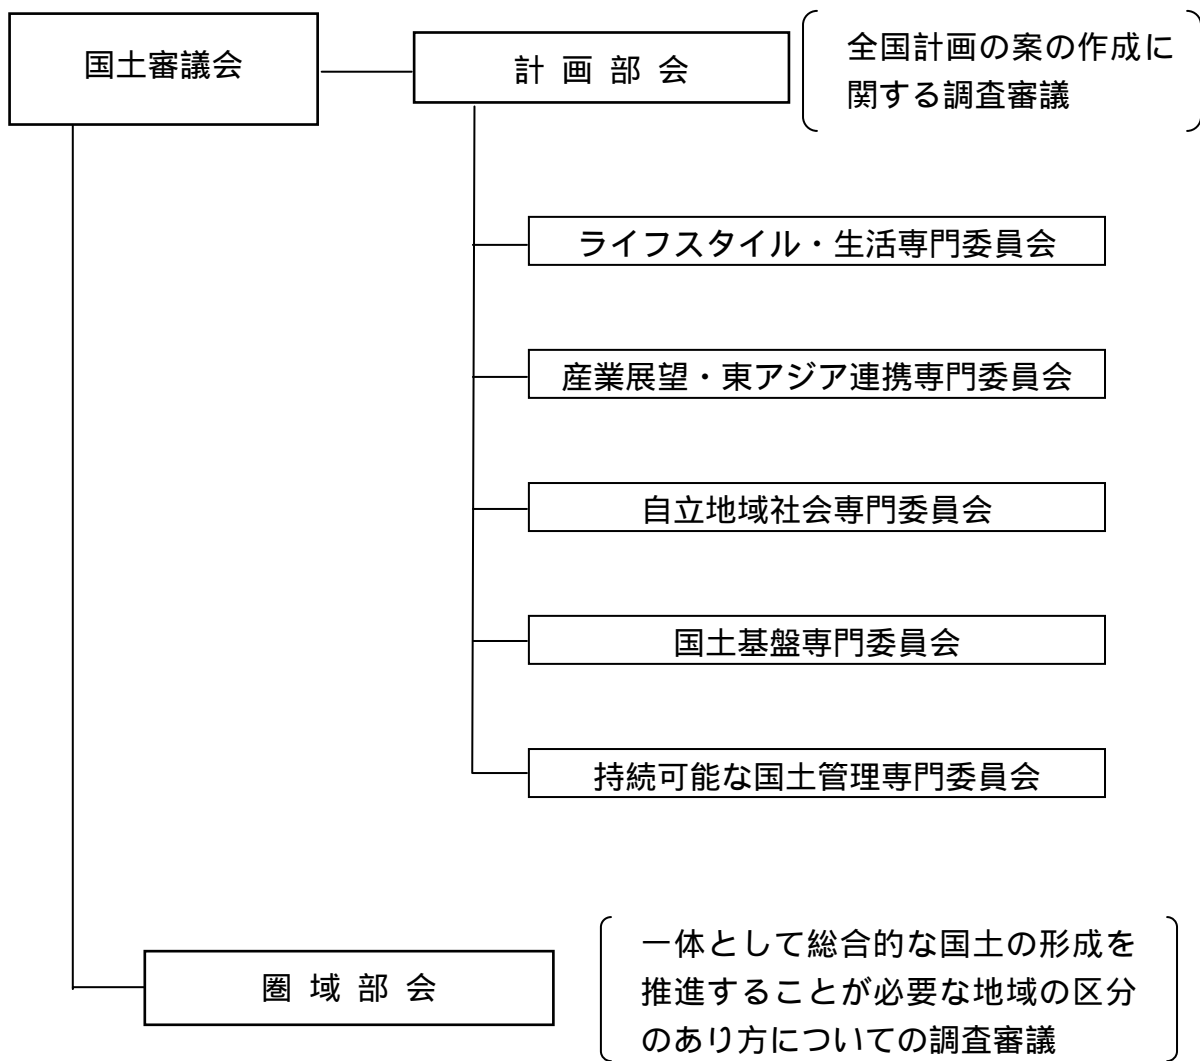 国土審議会
計画部会
全国計画の案の作成に
関する調査審議
ライフスタイル・生活専門委員会
産業展望・東アジア連携専門委員会
自立地域社会専門委員会
国土基盤専門委員会
持続可能な国土管理専門委員会
圏域部会
一体として総合的な国土の形成を
推進することが必要な地域の区分
のあり方についての調査審議